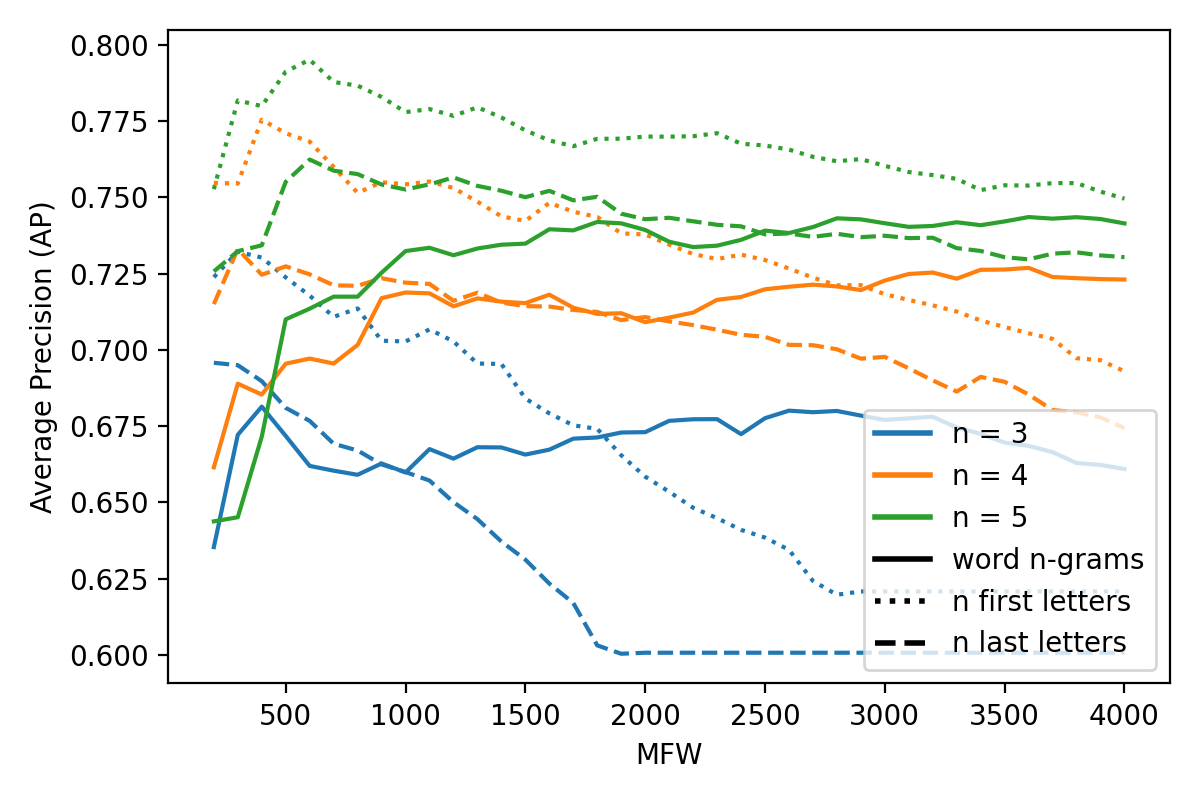 0.800
0.775
0.750
0.725
0.700
0.675
0.650
0.625
0.600
Average Precision (AP)
500 1000 1500 2000 2500 3000 3500 4000
MFW
n = 3
n = 4
n = 5
word n-grams
n first letters
n last letters